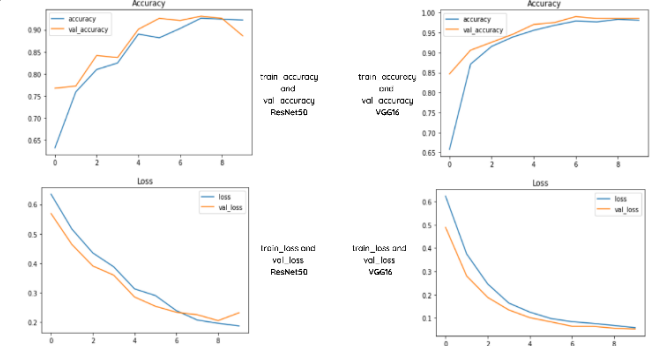 Accuracy
accuracy
val_accuracy
0.90
0.85
0.80
0.75
0.70
0.65
0
2
4
6
8
train_accuracy
and
val_accuracy
ResNet50
train_accuracy
and
val_accuracy
VGG16
Accuracy
accuracy
val_accuracy
1.00
0.95
0.90
0.85
0.80
0.75
0.70
0.65
0
2
4
6
8
Loss
loss
val_loss
0.6
0.5
0.4
0.3
0.2
0
2
4
6
8
train_loss and
val_loss
ResNet50
train_loss and
val_loss
VGG16
Loss
loss
val_loss
0.6
0.5
0.4
0.3
0.2
0.1
0
2
4
6
8